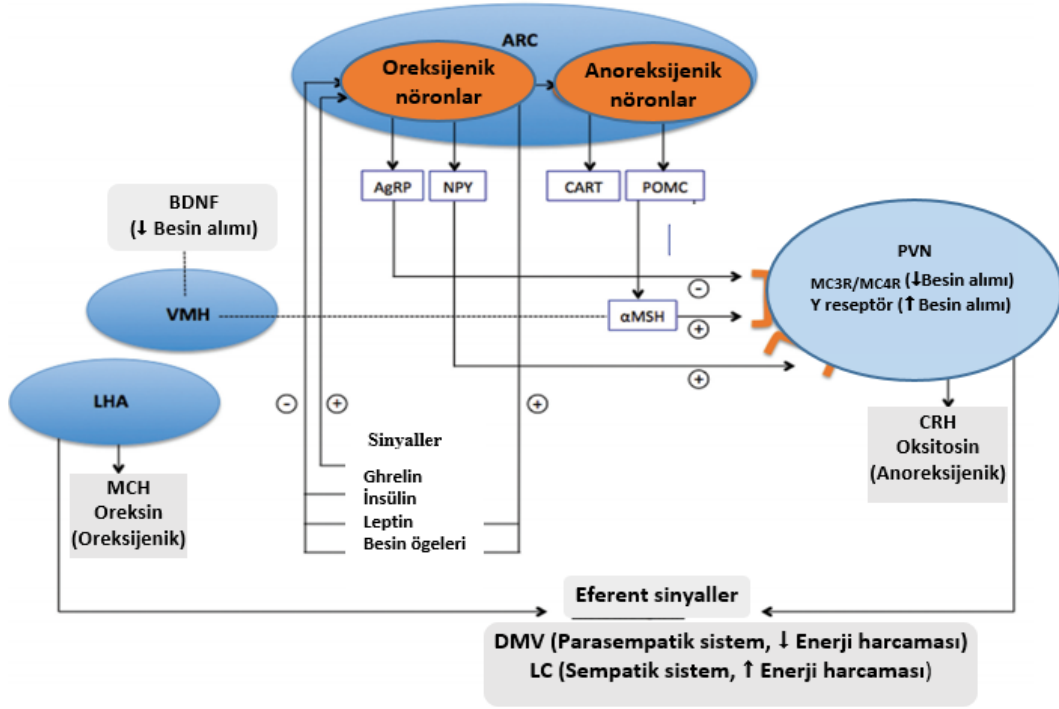 ARC
Oreksijenik
nöronlar
Anoreksijenik
nöronlar
AgRP
NPY
CART
POMC
BDNF
(↓ Besin alımı)
VMH
αMSH
PVN
MC3R/MC4R (↓Besin alımı)
Y reseptör (↑ Besin alımı)
-
+
+
LHA
MCH
Oreksin
(Oreksijenik)
-
+
+
Sinyaller
Ghrelin
İnsülin
Leptin
Besin ögeleri
CRH
Oksitosin
(Anoreksijenik)
Eferent sinyaller
DMV (Parasempatik sistem, ↓ Enerji harcaması)
LC (Sempatik sistem, ↑ Enerji harcaması)